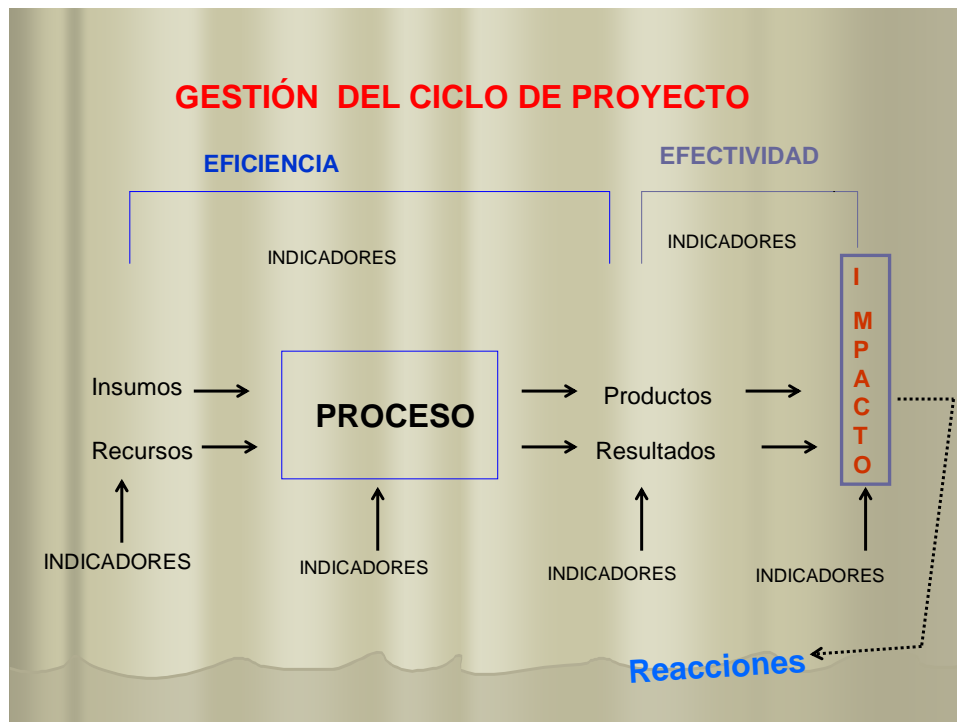 GESTIÓN DEL CICLO DE PROYECTO
EFICIENCIA
EFECTIVIDAD
INDICADORES
INDICADORES
I
M
P
A
C
T
O
Insumos
PROCESO
Productos
Recursos
Resultados
INDICADORES
INDICADORES
INDICADORES
INDICADORES
Reacciones